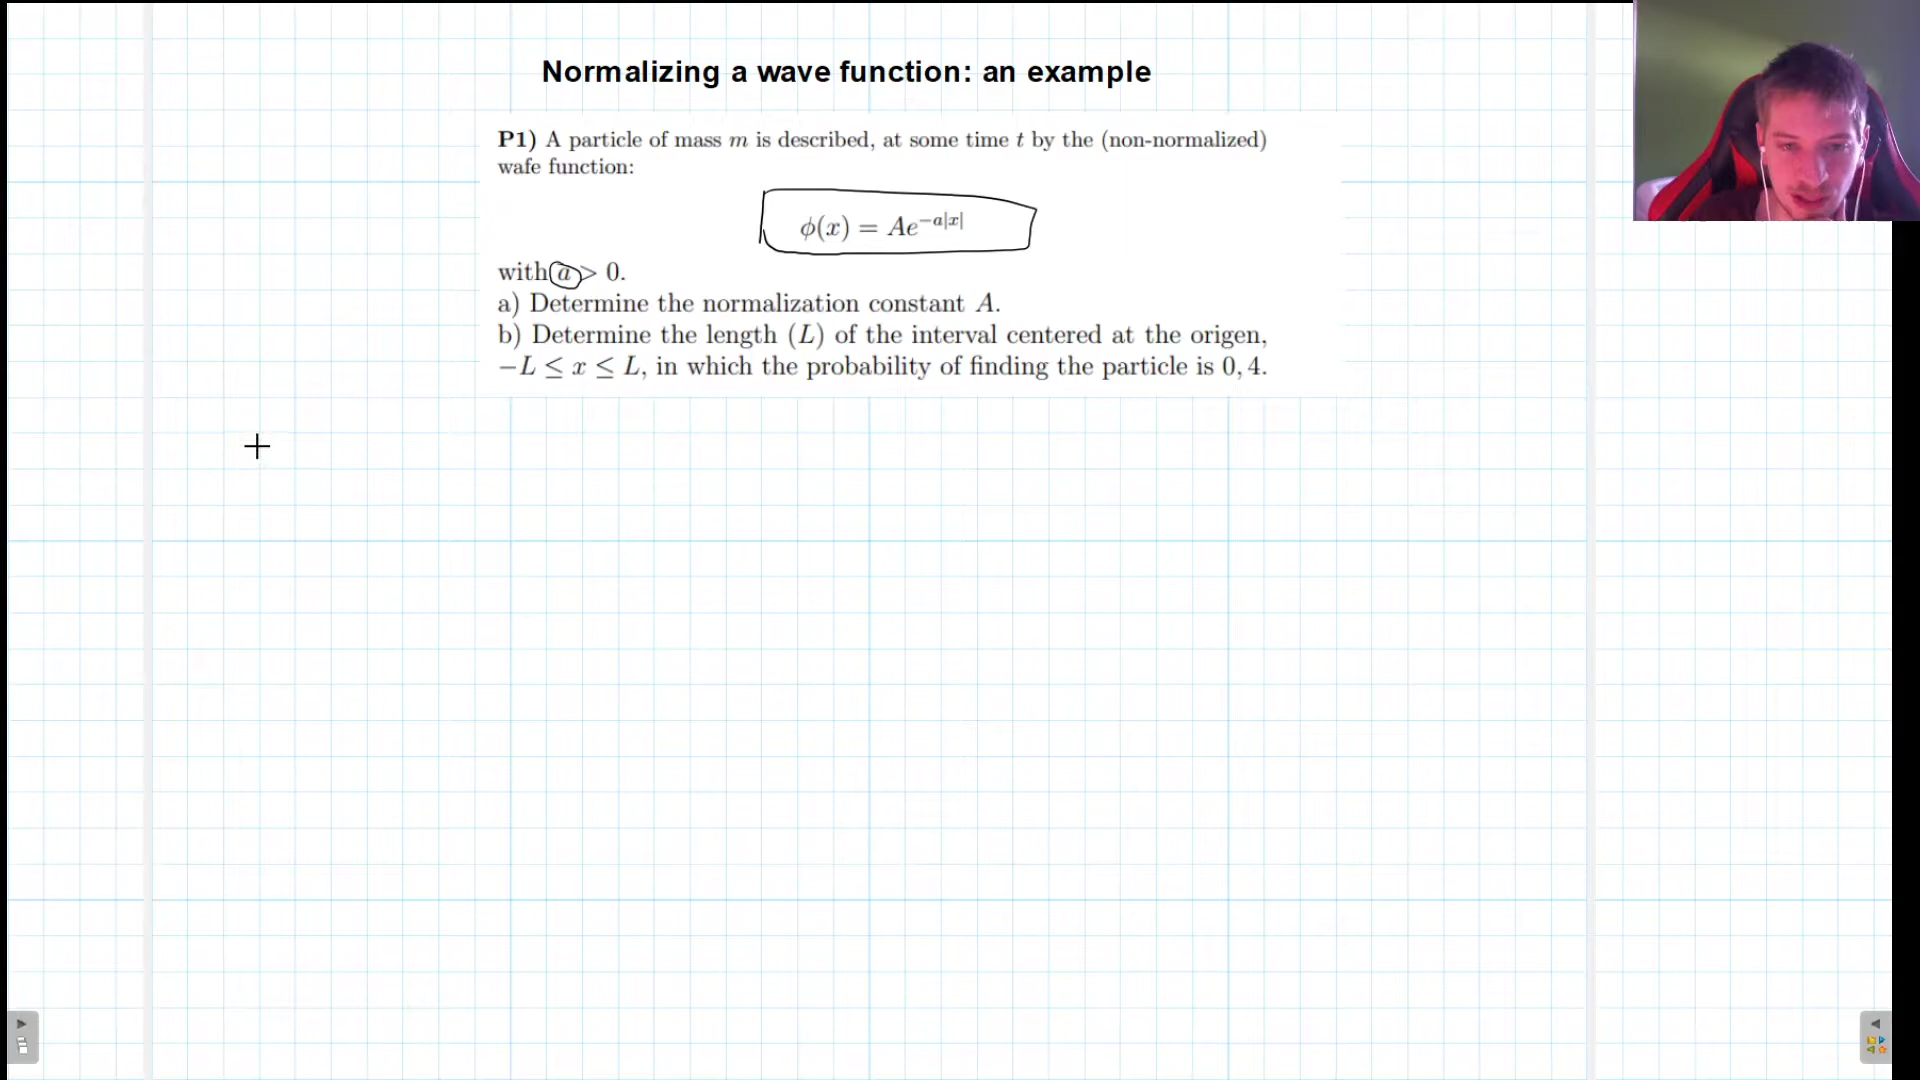 Normalizing a wave function: an example
P1) A particle of mass m is described, at some time t by the (non-normalized)
wafe function:
ϕ(x) = Ae^{−a|x|}
with a > 0.
a) Determine the normalization constant A.
b) Determine the length (L) of the interval centered at the origen,
−L ≤ x ≤ L, in which the probability of finding the particle is 0, 4.